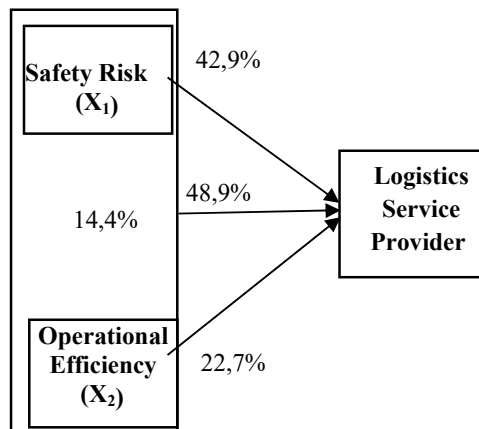 Safety Risk
(X₁)
42,9%
14,4%
48,9%
Logistics
Service
Provider
Operational
Efficiency
(X₂)
22,7%